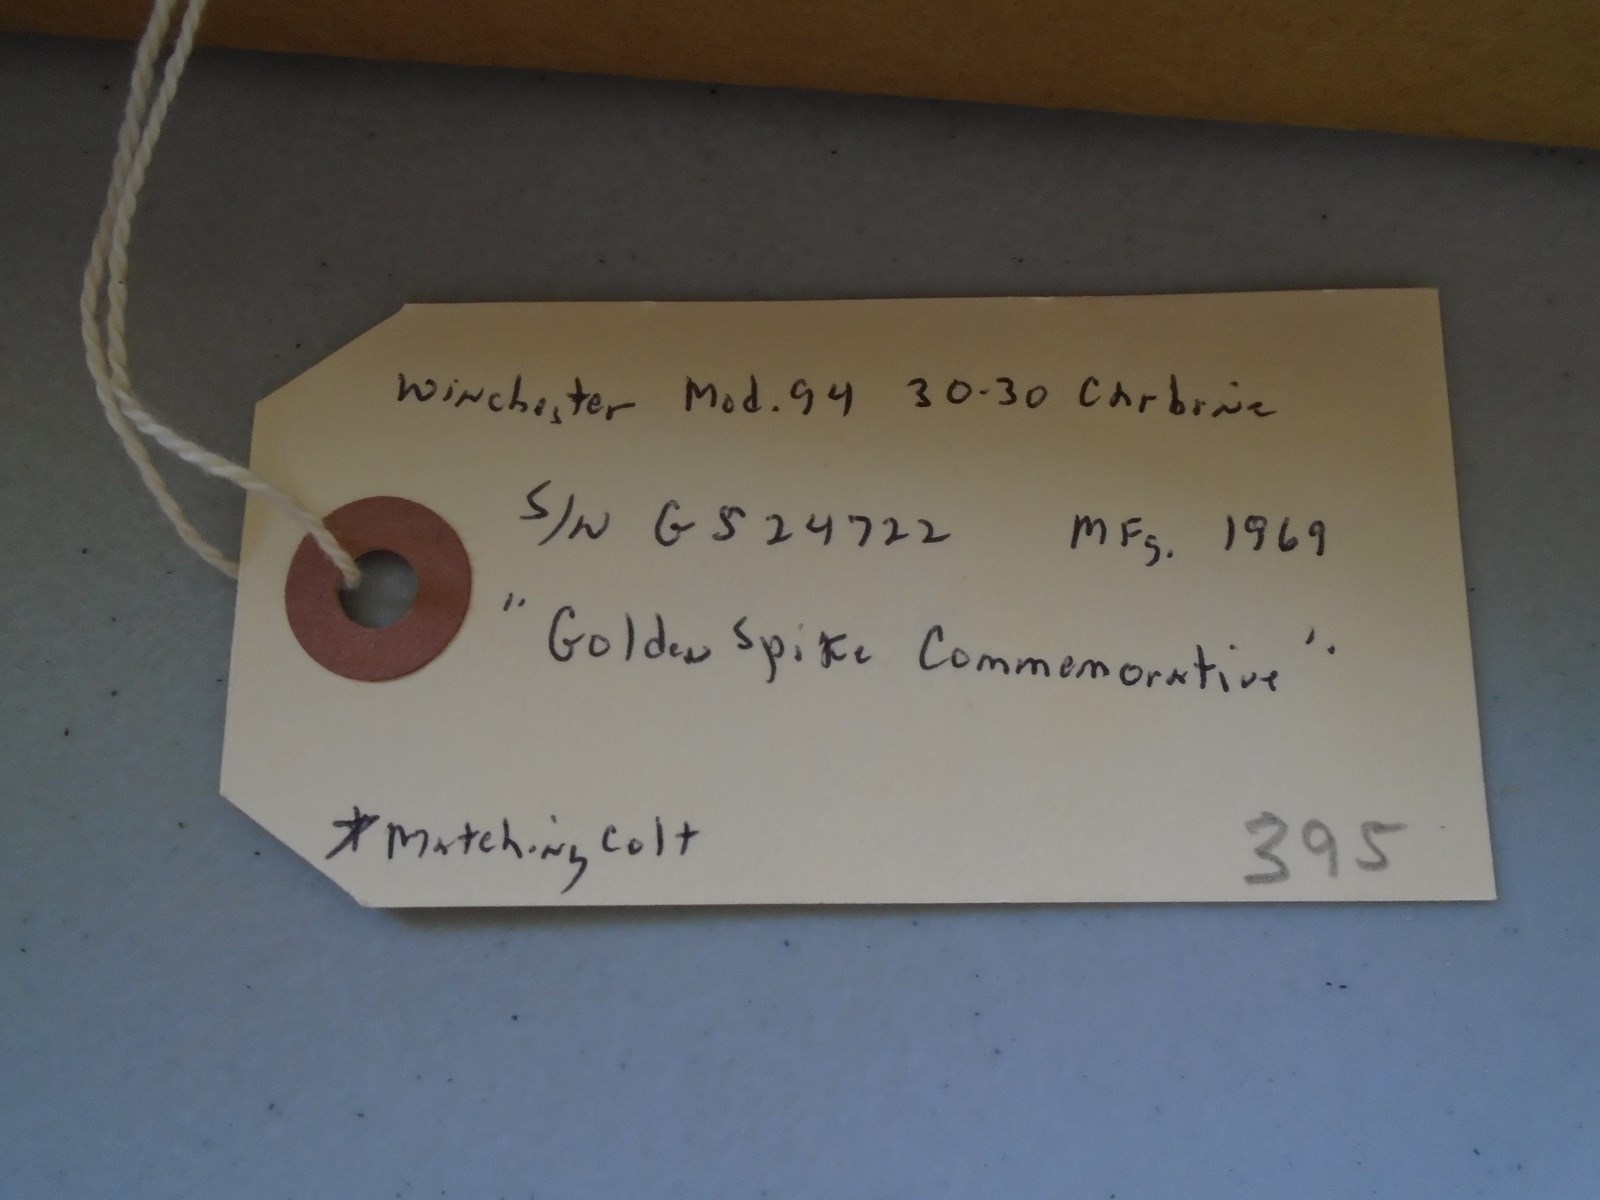 Winchester Mod. 94 30-30 Carbine
S/N GS24722 MFg. 1969
"Golden Spike Commemorative".
*Matching Colt
395